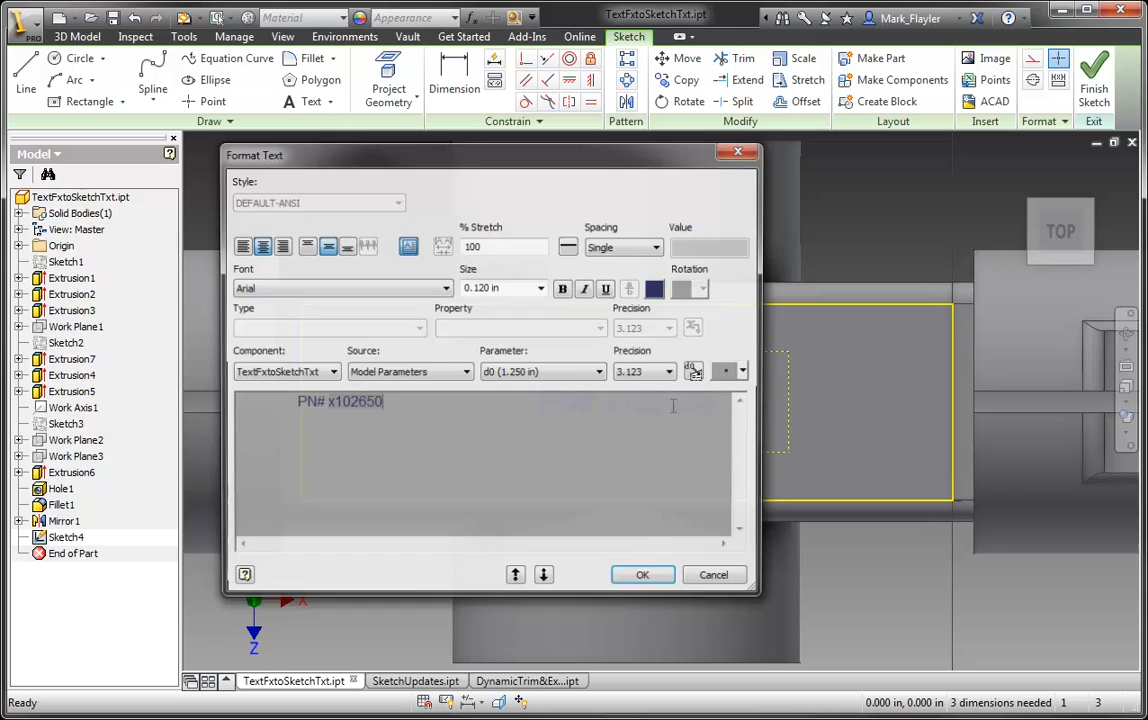 PRO
Material
Appearance
TextFxtoSketchTxt.ipt
Mark_Flayler
3D Model Inspect Tools Manage View Environments Vault Get Started Add-Ins Online Sketch
Line
Circle
Arc
Rectangle
Spline
Equation Curve
Ellipse
Point
Fillet
Polygon
Text
Project
Geometry
Dimension
Move
Copy
Rotate
Trim
Extend
Split
Scale
Stretch
Offset
Make Part
Make Components
Create Block
Image
Points
ACAD
Finish
Sketch
Draw Constrain Pattern Modify Layout Insert Format Exit
Model
TextFxtoSketchTxt.ipt
Solid Bodies(1)
View: Master
Origin
Sketch1
Extrusion1
Extrusion2
Extrusion3
Work Plane1
Sketch2
Extrusion7
Extrusion4
Extrusion5
Work Axis1
Sketch3
Work Plane2
Work Plane3
Extrusion6
Hole1
Fillet1
Mirror1
Sketch4
End of Part
Format Text
Style:
DEFAULT-ANSI
% Stretch Spacing Value
100 Single
Font Size Rotation
Arial 0.120 in B I U
Type Property Precision
3.123
Component: Source: Parameter: Precision
TextFxtoSketchTxt Model Parameters d0 (1.250 in) 3.123
PN# x102650
OK Cancel
TOP
X
Z
TextFxtoSketchTxt.ipt SketchUpdates.ipt DynamicTrim&Ex...ipt
Ready 0.000 in, 0.000 in 3 dimensions needed 1 3